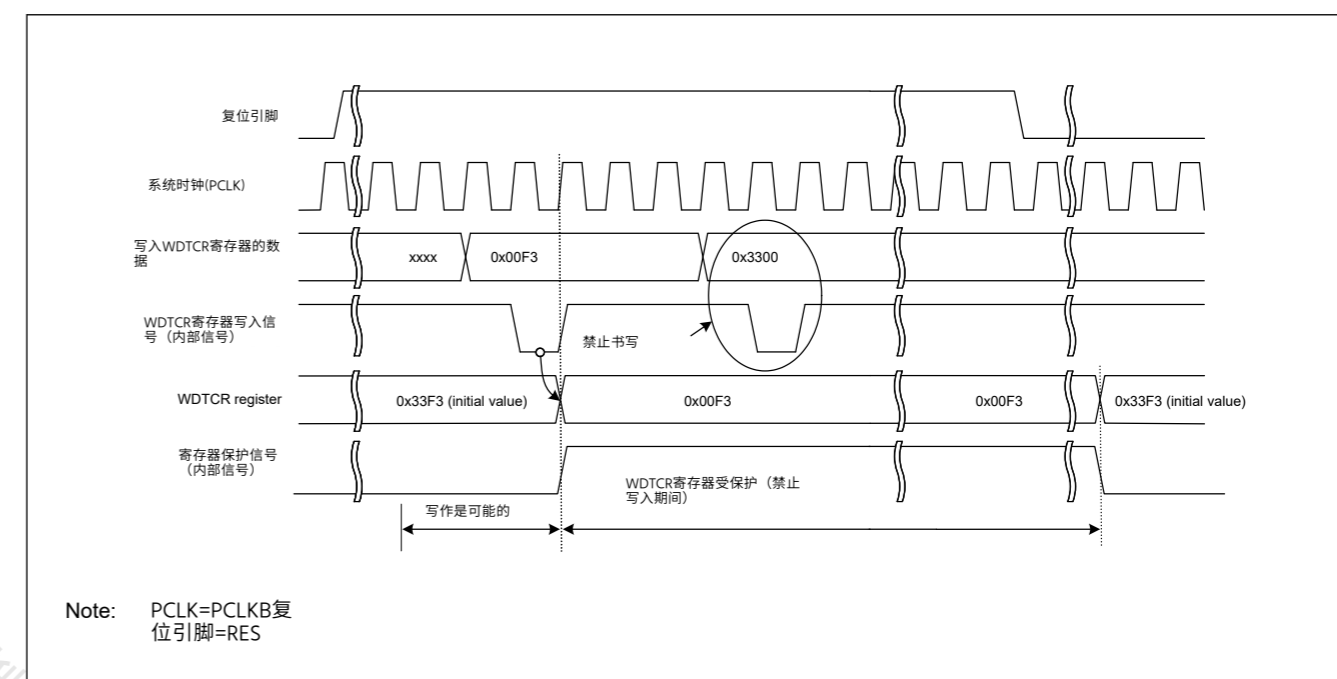 复位引脚
系统时钟(PCLK)
写入WDTCR寄存器的数
据
xxxx
0x00F3
0x3300
WDTCR寄存器写入信
号（内部信号）
禁止书写
WDTCR register
0x33F3 (initial value)
0x00F3
0x00F3
0x33F3 (initial value)
寄存器保护信号
（内部信号）
WDTCR寄存器受保护（禁止
写入期间）
写作是可能的
Note: PCLK=PCLKB复
位引脚=RES